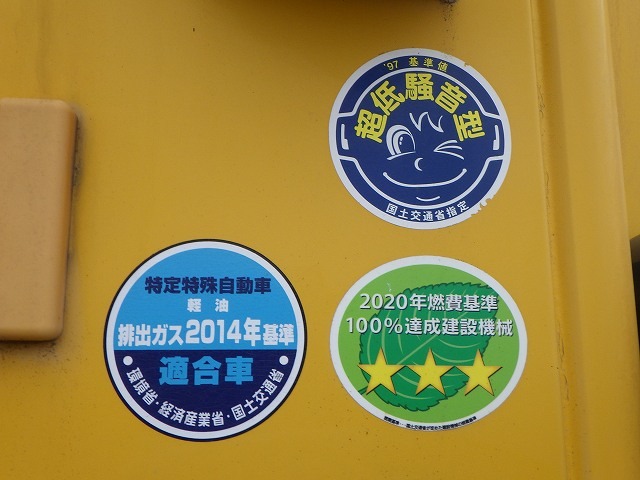 '97 基準値
超低騒音型
国土交通省指定
特定特殊自動車
軽油
排出ガス2014年基準
適合車
・環境省・経済産業省・国土交通省・
2020年燃費基準
100%達成建設機械